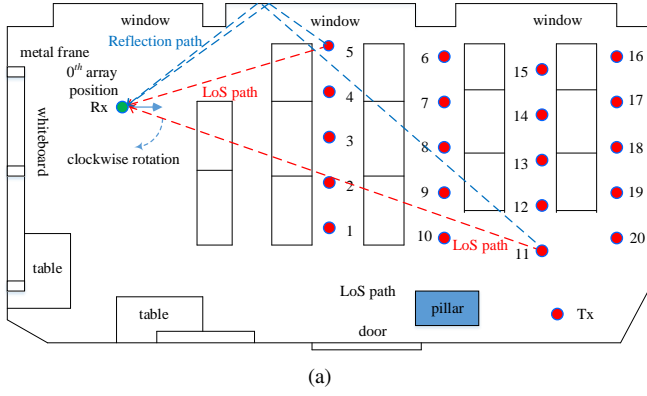 window
window
window
metal frane
Reflection path
0th array
position
Rx
LoS path
whiteboard
clockwise rotation
5
4
3
2
1
6
7
8
9
10
15
14
13
12
11
16
17
18
19
20
LoS path
LoS path
table
table
door
pillar
Tx
(a)